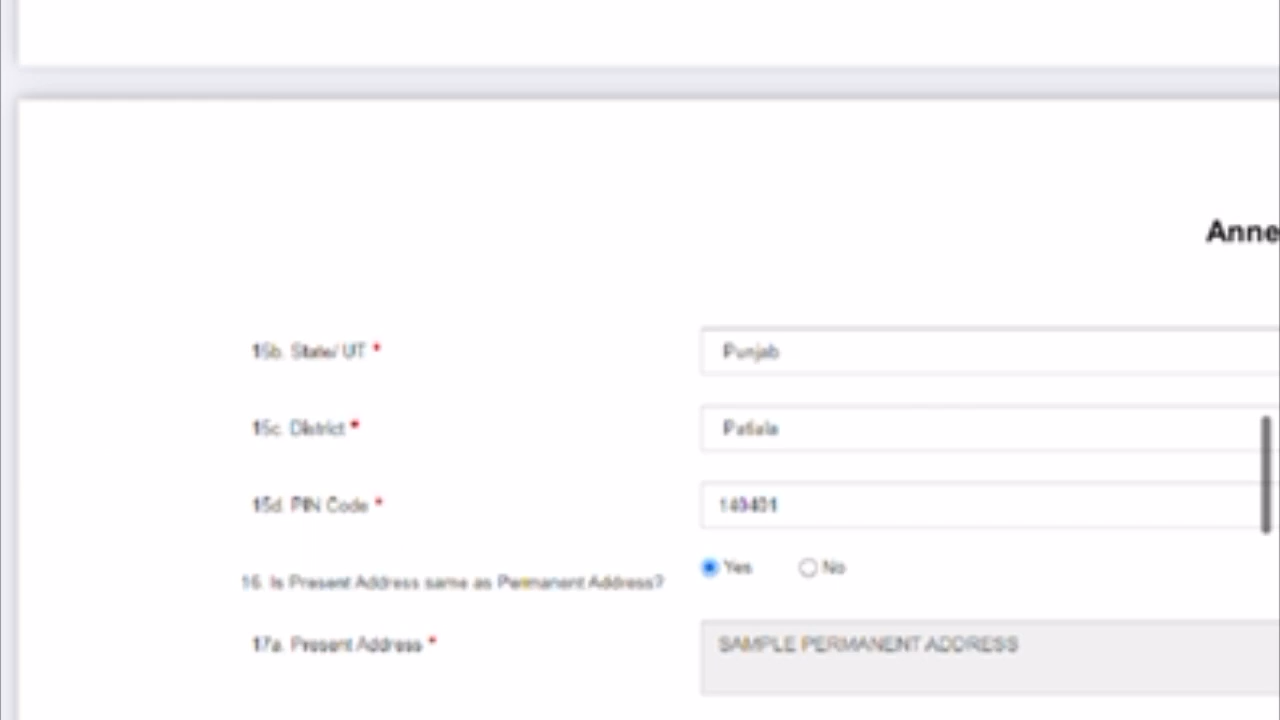 Anne
15b. State/ UT *
Punjab
15c. District *
Patiala
15d. PIN Code *
140401
Yes
No
16. Is Present Address same as Permanent Address?
17a. Present Address *
SAMPLE PERMANENT ADDRESS